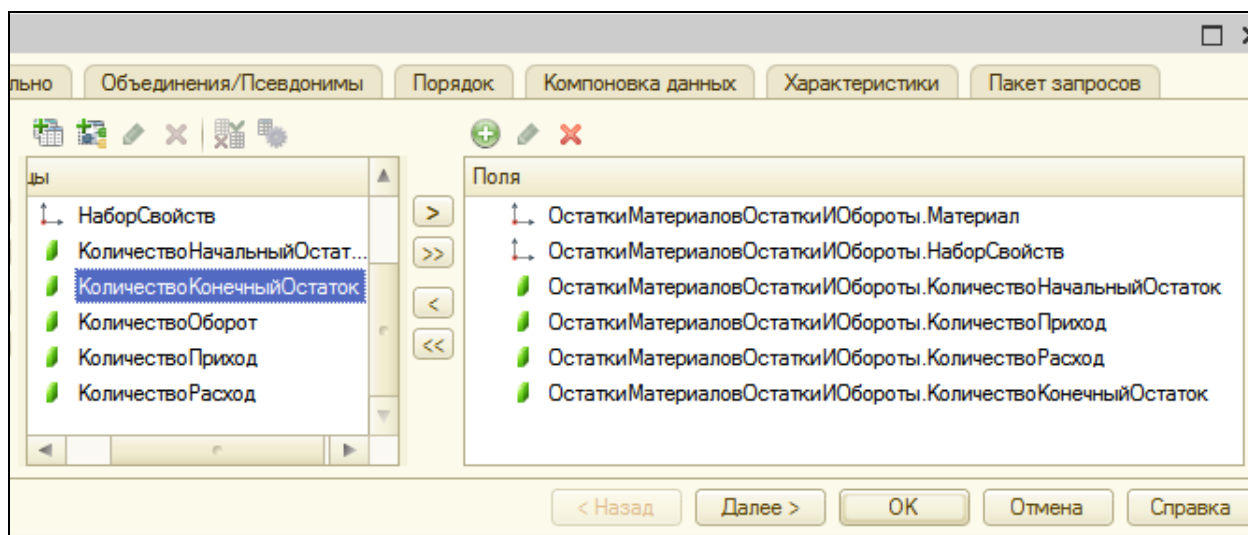 льно Объединения/Псевдонимы Порядок Компоновка данных Характеристики Пакет запросов
цы
НаборСвойств
КоличествоНачальныйОстат...
КоличествоКонечныйОстаток
КоличествоОборот
КоличествоПриход
КоличествоРасход
> 
>>
<
<<
Поля
ОстаткиМатериаловОстаткиИОбороты.Материал
ОстаткиМатериаловОстаткиИОбороты.НаборСвойств
ОстаткиМатериаловОстаткиИОбороты.КоличествоНачальныйОстаток
ОстаткиМатериаловОстаткиИОбороты.КоличествоПриход
ОстаткиМатериаловОстаткиИОбороты.КоличествоРасход
ОстаткиМатериаловОстаткиИОбороты.КоличествоКонечныйОстаток
< Назад Далее > OK Отмена Справка